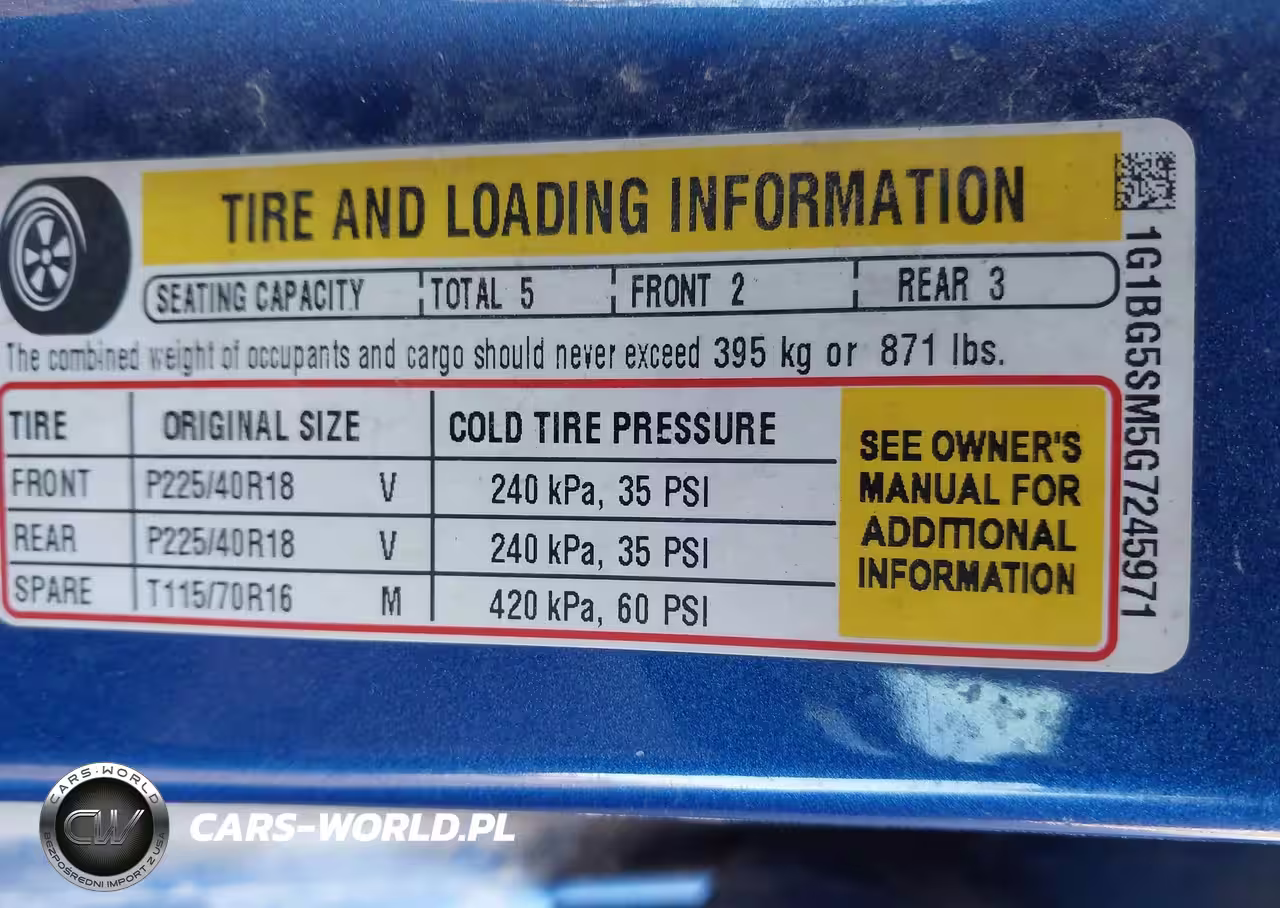 TIRE AND LOADING INFORMATION
SEATING CAPACITY TOTAL 5 FRONT 2 REAR 3
The combined weight of occupants and cargo should never exceed 395 kg or 871 lbs.
TIRE ORIGINAL SIZE COLD TIRE PRESSURE
FRONT P225/40R18 V 240 kPa, 35 PSI
REAR P225/40R18 V 240 kPa, 35 PSI
SPARE T115/70R16 M 420 kPa, 60 PSI
SEE OWNER'S
MANUAL FOR
ADDITIONAL
INFORMATION
1G1BG5SM5G7245971
CARS-WORLD
CW
BEZPOŚREDNI IMPORT Z USA
CARS-WORLD.PL